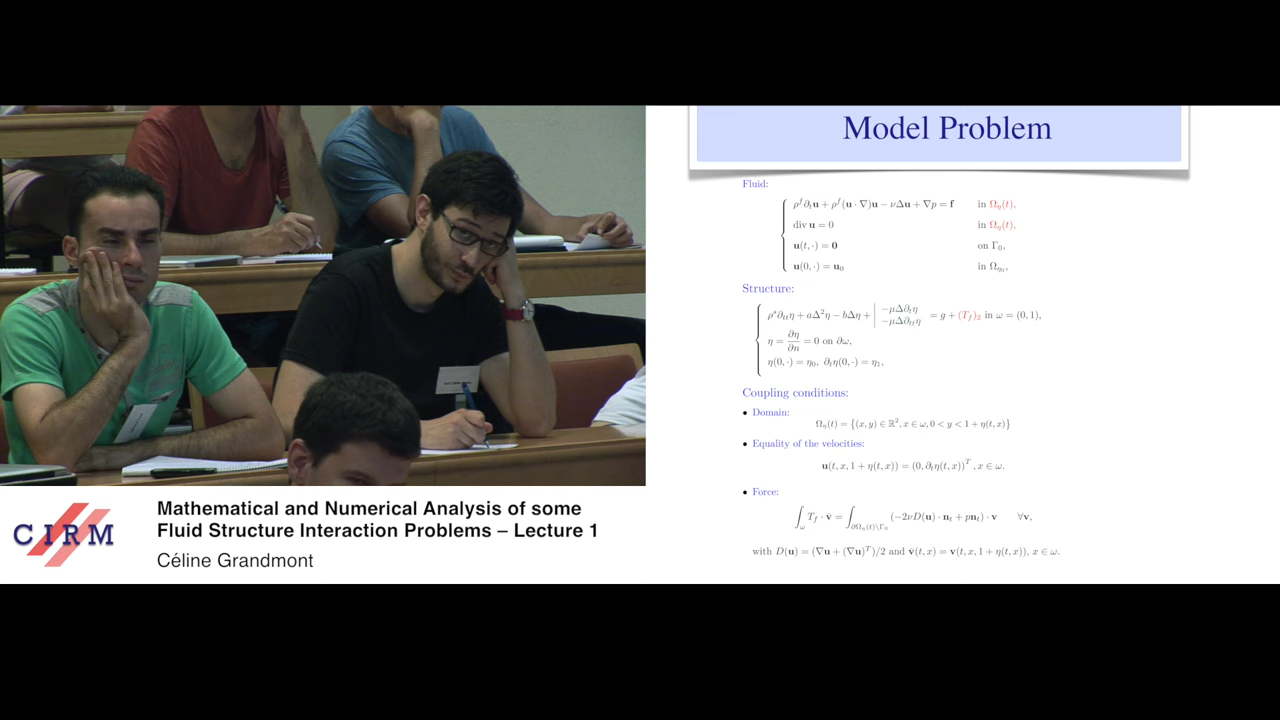 Model Problem
Fluid:
ρ^f ∂_t u + ρ^f (u · ∇)u − νΔu + ∇p = f in Ω_η(t),
div u = 0 in Ω_η(t),
u(t, ·) = 0 on Γ_0,
u(0, ·) = u_0 in Ω_{η_0},
Structure:
ρ^s ∂_{tt} η + aΔ²η − bΔη + | −μΔ∂_t η
−μΔ∂_{tt} η = g + (T_f)_2 in ω = (0, 1),
η = ∂η/∂n = 0 on ∂ω,
η(0, ·) = η_0, ∂_t η(0, ·) = η_1,
Coupling conditions:
• Domain:
Ω_η(t) = {(x, y) ∈ ℝ², x ∈ ω, 0 < y < 1 + η(t, x)}
• Equality of the velocities:
u(t, x, 1 + η(t, x)) = (0, ∂_t η(t, x))^T, x ∈ ω.
• Force:
∫_ω T_f · v̄ = ∫_{∂Ω_η(t)\Γ_0} (−2νD(u) · n_t + pn_t) · v ∀v,
with D(u) = (∇u + (∇u)^T)/2 and v̄(t, x) = v(t, x, 1 + η(t, x)), x ∈ ω.
CIRM
Mathematical and Numerical Analysis of some
Fluid Structure Interaction Problems – Lecture 1
Céline Grandmont